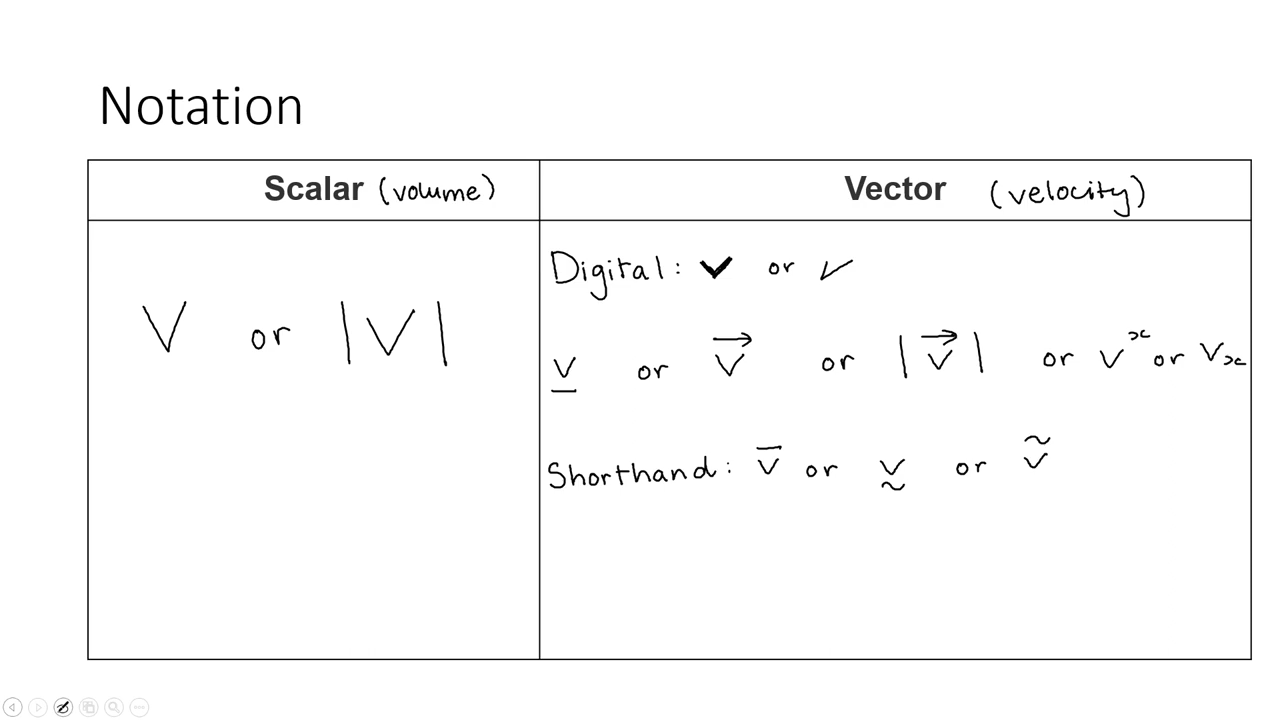 Notation
Scalar (volume)
Vector (velocity)
V or |V|
Digital: **v** or *v*
v̲ or v⃗ or |v⃗| or vˣ or vₓ
Shorthand: v̅ or v̰ or ṽ